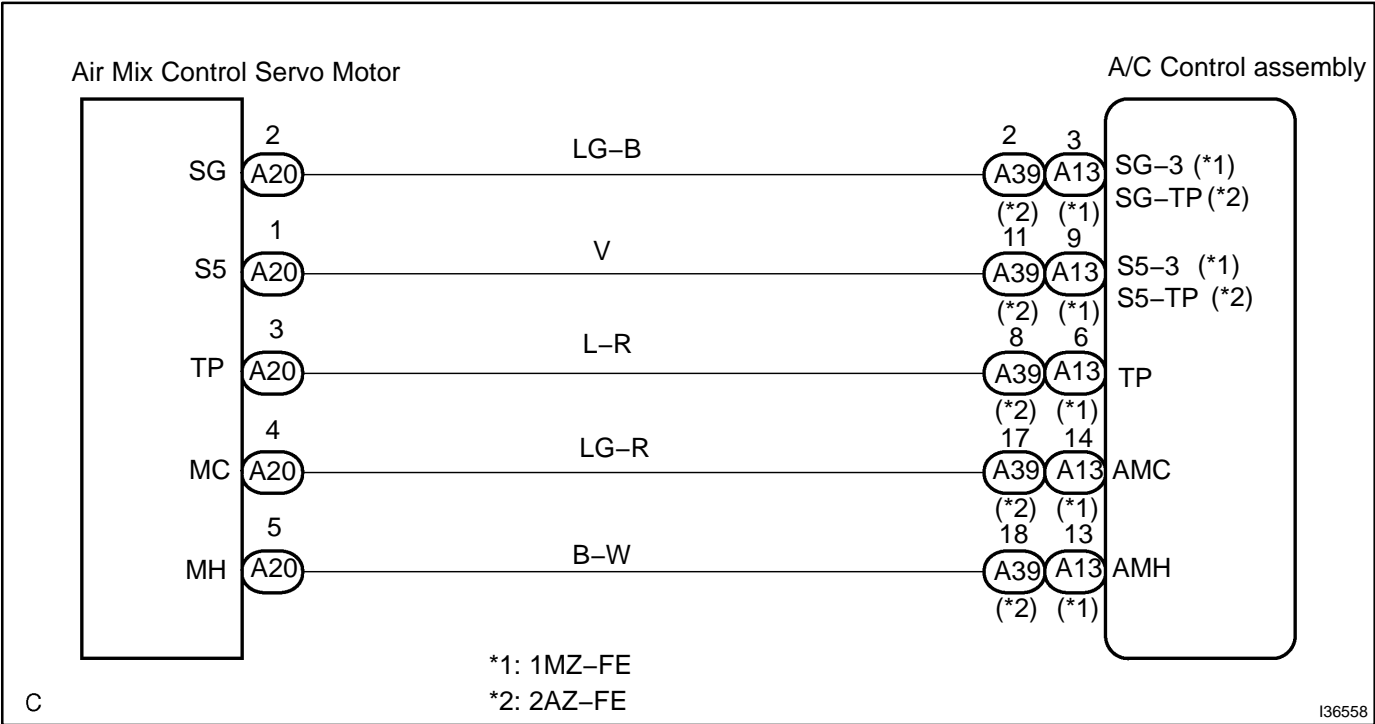 Air Mix Control Servo Motor
A/C Control assembly
2
LG−B
2
3
SG
A20
A39
A13
SG−3 (*1)
SG−TP (*2)
(*2)
(*1)
1
V
11
9
S5
A20
A39
A13
S5−3 (*1)
S5−TP (*2)
(*2)
(*1)
3
L−R
8
6
TP
A20
A39
A13
TP
(*2)
(*1)
4
LG−R
17
14
MC
A20
A39
A13
AMC
(*2)
(*1)
5
B−W
18
13
MH
A20
A39
A13
AMH
(*2)
(*1)
*1: 1MZ−FE
*2: 2AZ−FE
C
I36558